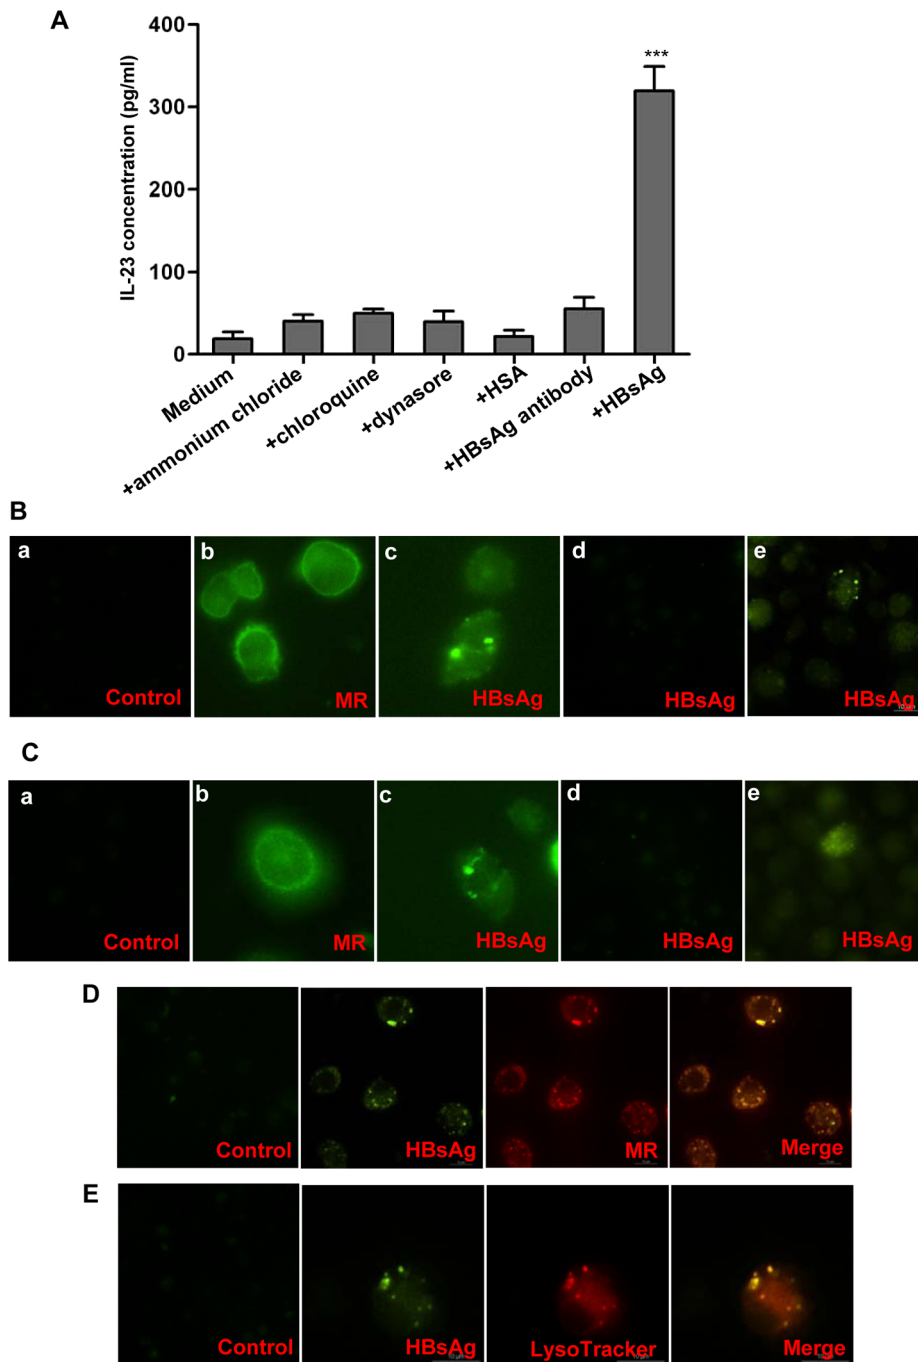 A
IL-23 concentration (pg/ml)
400
300
200
100
0
***
Medium
+ammonium chloride
+chloroquine
+dynasore
+HSA
+HBsAg antibody
+HBsAg
B
a
b
c
d
e
Control
MR
HBsAg
HBsAg
HBsAg
C
a
b
c
d
e
Control
MR
HBsAg
HBsAg
HBsAg
D
Control
HBsAg
MR
Merge
E
Control
HBsAg
LysoTracker
Merge